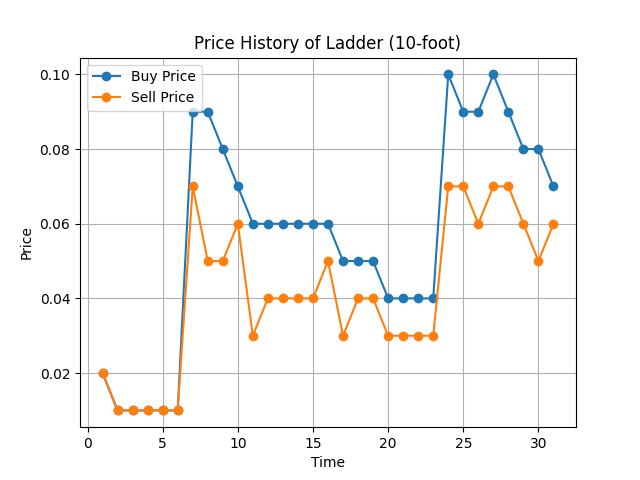 Price History of Ladder (10-foot)
Buy Price
Sell Price
Price
0.10
0.08
0.06
0.04
0.02
0 5 10 15 20 25 30
Time